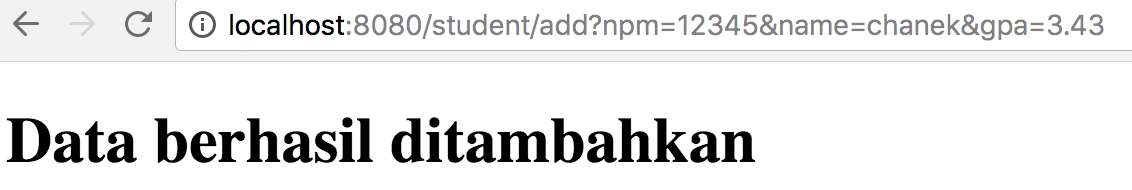 localhost:8080/student/add?npm=12345&name=chanek&gpa=3.43
Data berhasil ditambahkan